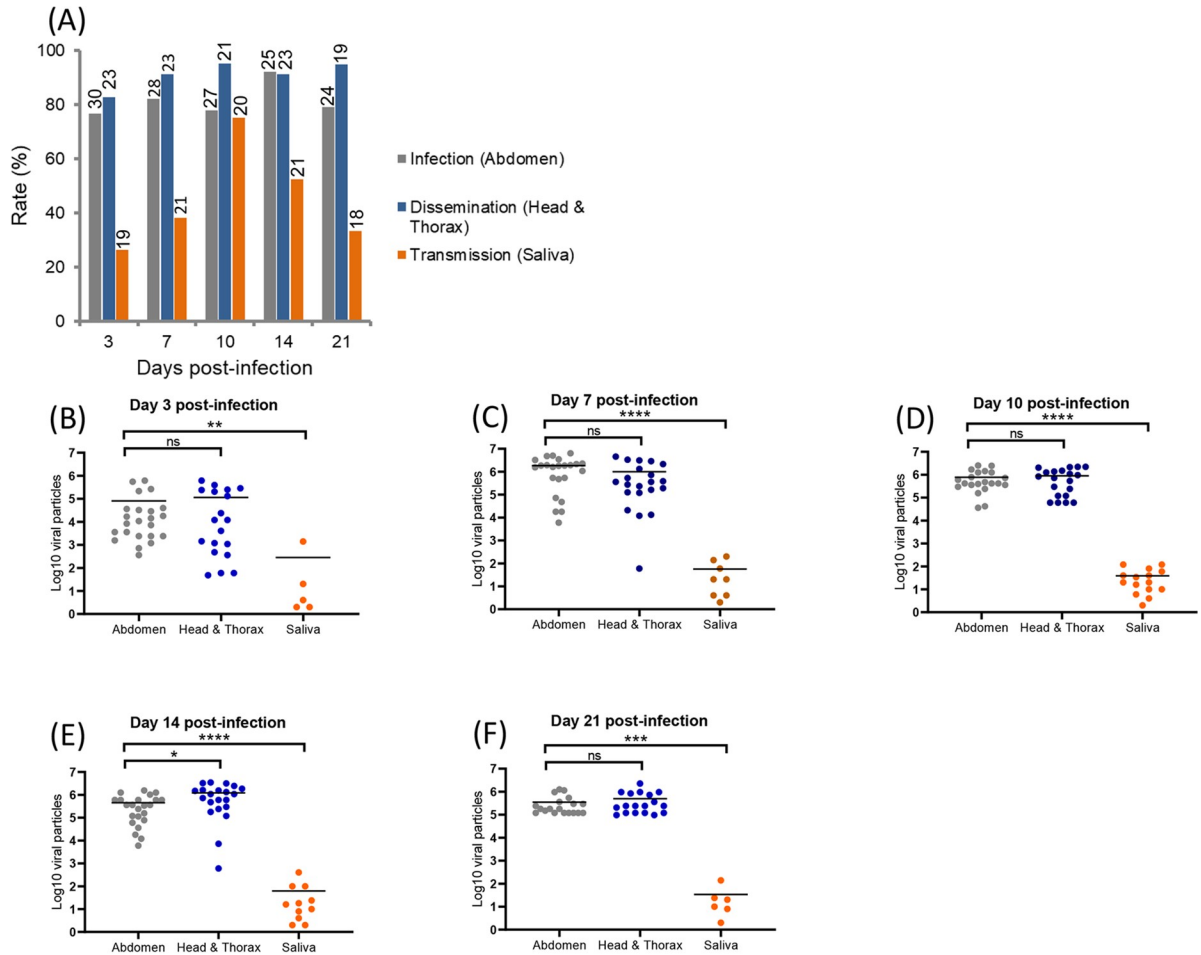 (A)
100
80
60
40
20
0
Rate (%)
30 23 19
28 23 21
27 21 20
25 23 21
24 19 18
3 7 10 14 21
Days post-infection
Infection (Abdomen)
Dissemination (Head &
Thorax)
Transmission (Saliva)
(B)
Day 3 post-infection
**
ns
7
6
5
4
3
2
1
0
Log10 viral particles
Abdomen Head & Thorax Saliva
(C)
Day 7 post-infection
****
ns
7
6
5
4
3
2
1
0
Log10 viral particles
Abdomen Head & Thorax Saliva
(D)
Day 10 post-infection
****
ns
7
6
5
4
3
2
1
0
Log10 viral particles
Abdomen Head & Thorax Saliva
(E)
Day 14 post-infection
****
*
7
6
5
4
3
2
1
0
Log10 viral particles
Abdomen Head & Thorax Saliva
(F)
Day 21 post-infection
***
ns
7
6
5
4
3
2
1
0
Log10 viral particles
Abdomen Head & Thorax Saliva